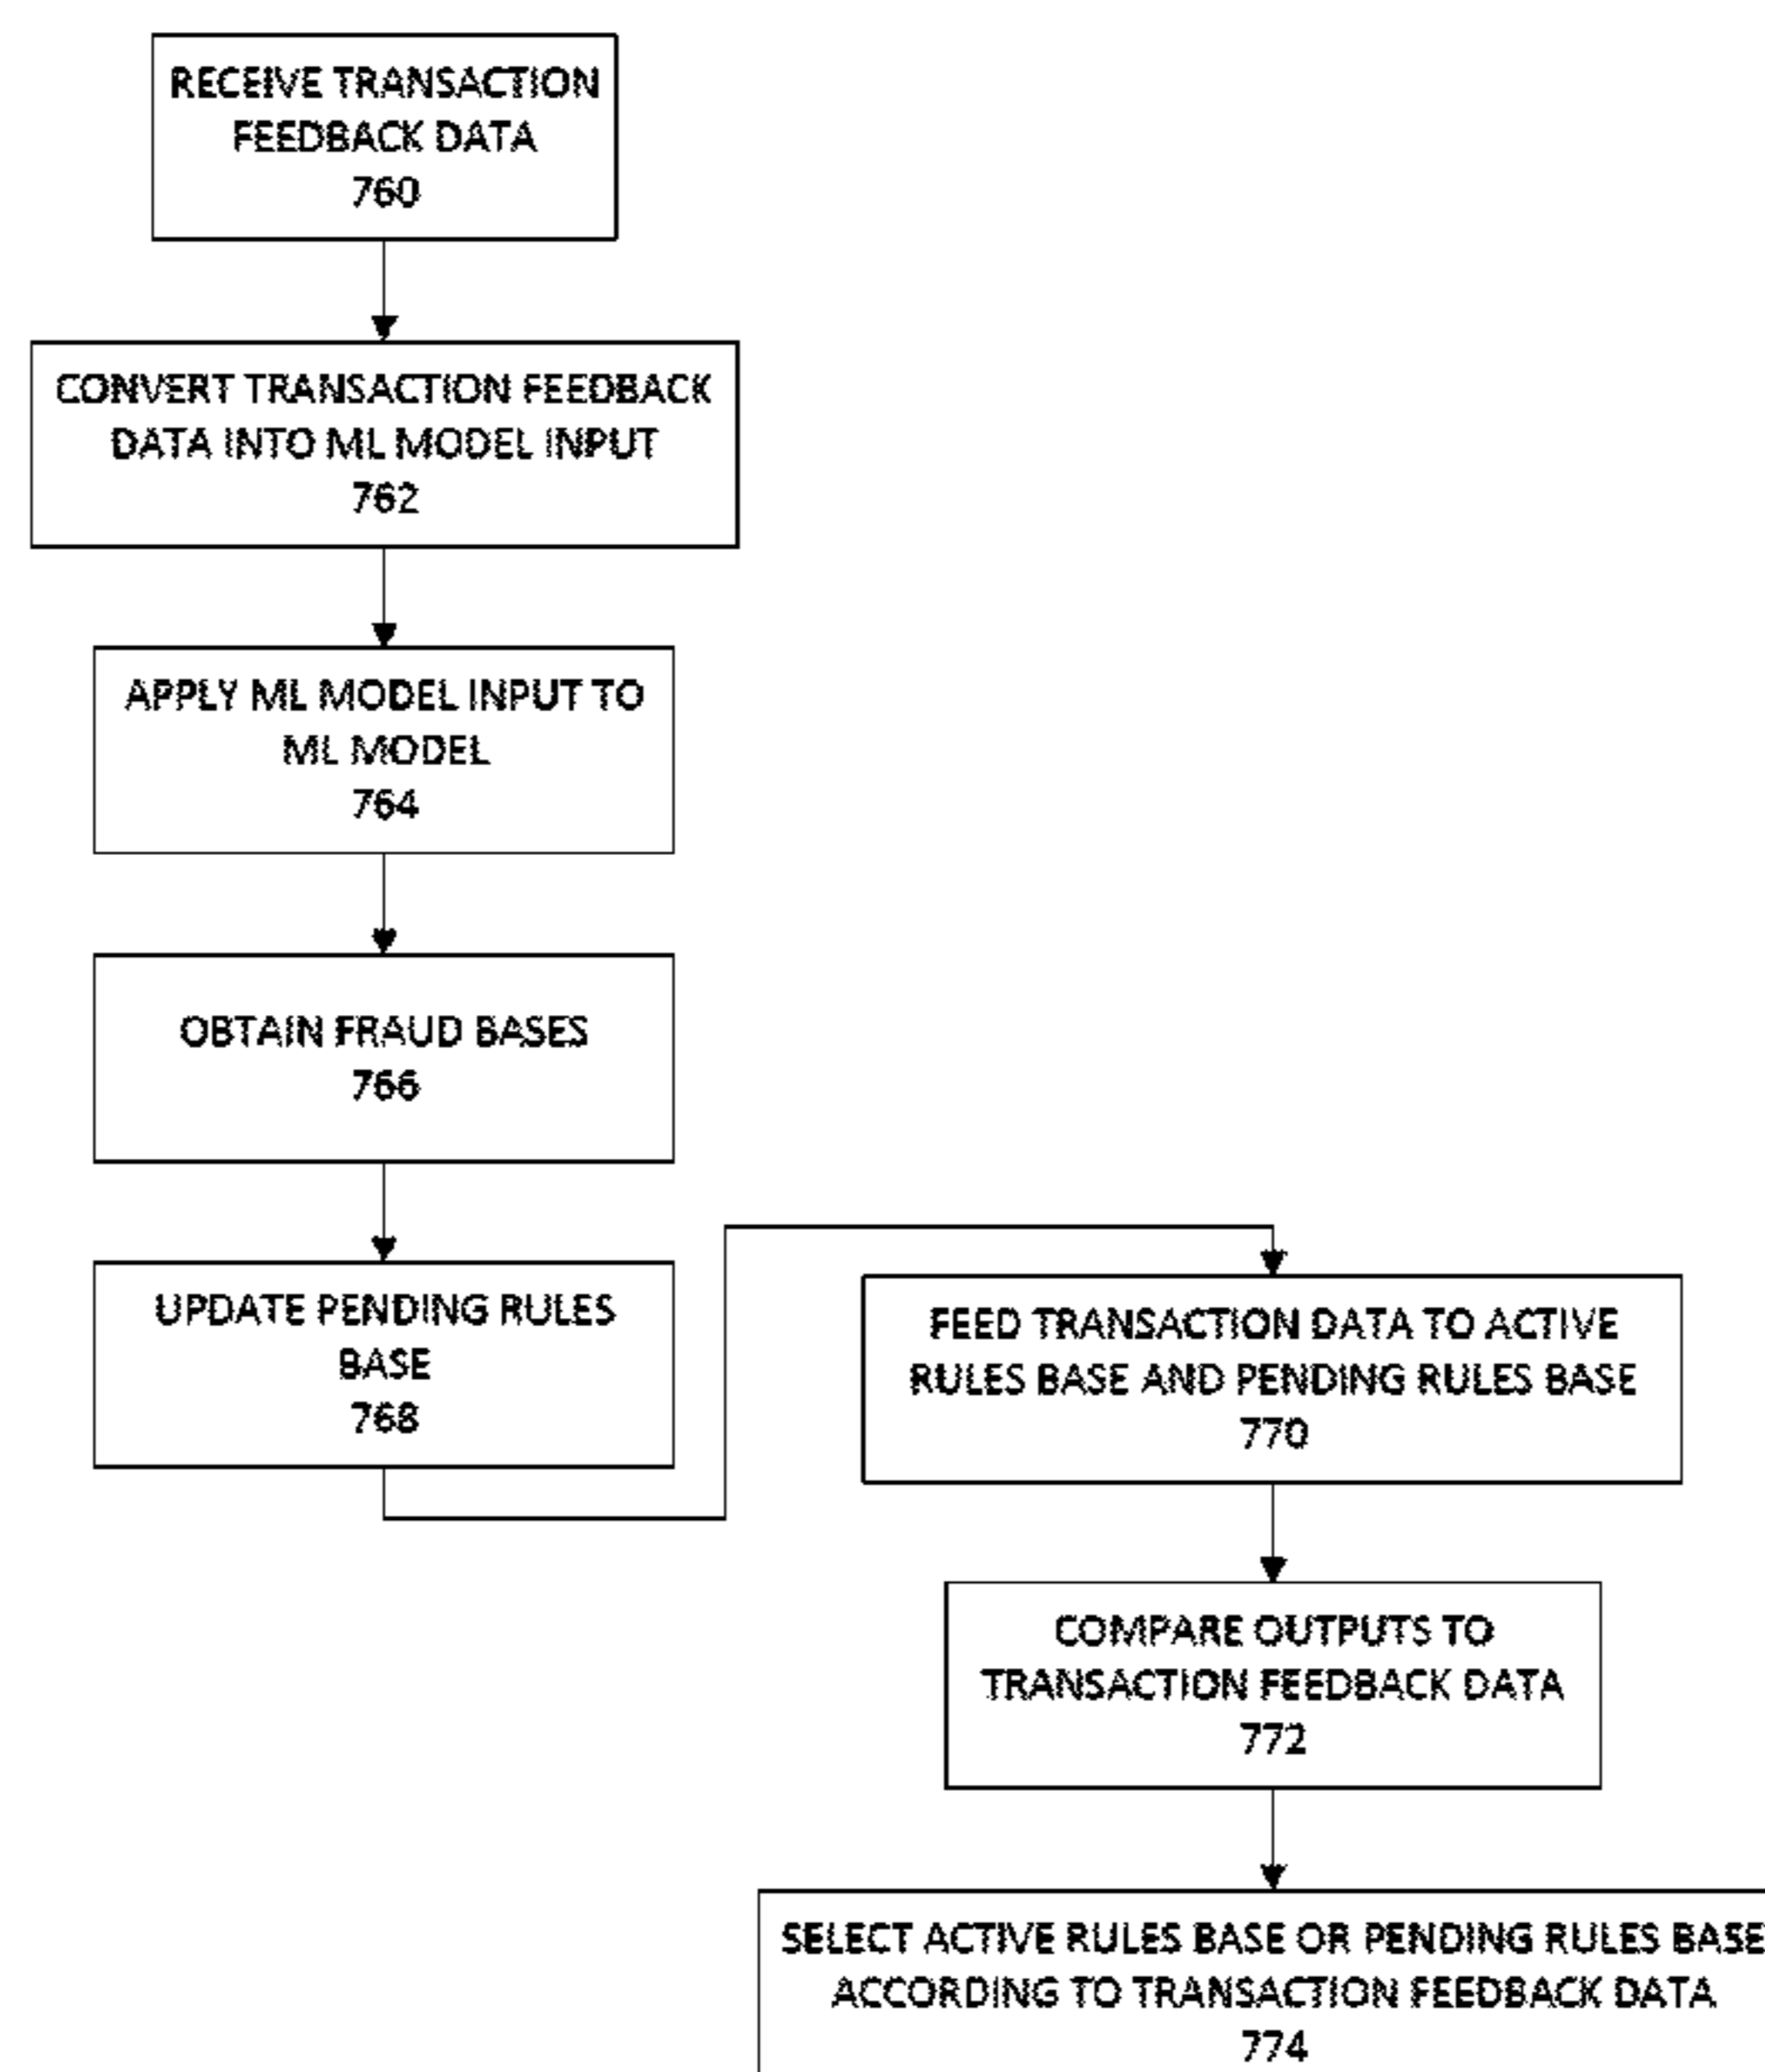 RECEIVE TRANSACTION
FEEDBACK DATA
760
CONVERT TRANSACTION FEEDBACK
DATA INTO ML MODEL INPUT
762
APPLY ML MODEL INPUT TO
ML MODEL
764
OBTAIN FRAUD BASES
766
UPDATE PENDING RULES
BASE
768
FEED TRANSACTION DATA TO ACTIVE
RULES BASE AND PENDING RULES BASE
770
COMPARE OUTPUTS TO
TRANSACTION FEEDBACK DATA
772
SELECT ACTIVE RULES BASE OR PENDING RULES BASE
ACCORDING TO TRANSACTION FEEDBACK DATA
774